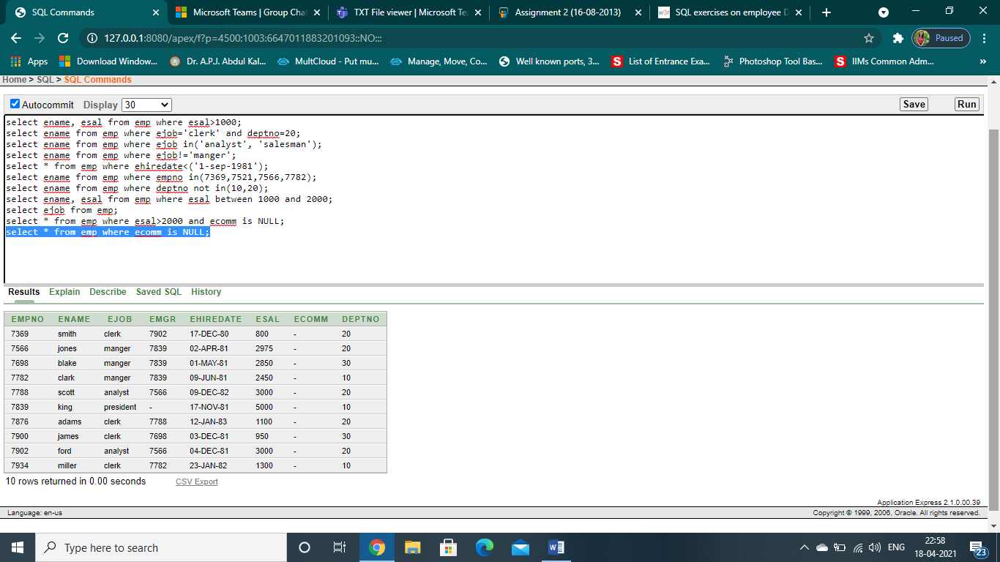 SQL Commands
Microsoft Teams | Group Cha
TXT File viewer | Microsoft Te
Assignment 2 (16-08-2013)
w3r SQL exercises on employee D
127.0.0.1:8080/apex/f?p=4500:1003:6647011883201093::NO:::
Paused
Apps
Download Window...
Dr. A.P.J. Abdul Kal...
MultCloud - Put mu...
Manage, Move, Co...
Well known ports, 3...
S List of Entrance Exa...
Photoshop Tool Bas...
S IIMs Common Adm...
»
Home > SQL > SQL Commands
Autocommit Display 30 Save Run
select ename, esal from emp where esal>1000;
select ename from emp where ejob='clerk' and deptno=20;
select ename from emp where ejob in('analyst', 'salesman');
select ename from emp where ejob!='manger';
select * from emp where ehiredate<('1-sep-1981');
select ename from emp where empno in(7369,7521,7566,7782);
select ename from emp where deptno not in(10,20);
select ename, esal from emp where esal between 1000 and 2000;
select ejob from emp;
select * from emp where esal>2000 and ecomm is NULL;
select * from emp where ecomm is NULL;
Results Explain Describe Saved SQL History
EMPNO ENAME EJOB EMGR EHIREDATE ESAL ECOMM DEPTNO
7369 smith clerk 7902 17-DEC-80 800 - 20
7566 jones manger 7839 02-APR-81 2975 - 20
7698 blake manger 7839 01-MAY-81 2850 - 30
7782 clark manger 7839 09-JUN-81 2450 - 10
7788 scott analyst 7566 09-DEC-82 3000 - 20
7839 king president - 17-NOV-81 5000 - 10
7876 adams clerk 7788 12-JAN-83 1100 - 20
7900 james clerk 7698 03-DEC-81 950 - 30
7902 ford analyst 7566 04-DEC-81 3000 - 20
7934 miller clerk 7782 23-JAN-82 1300 - 10
10 rows returned in 0.00 seconds CSV Export
Application Express 2.1.0.00.39
Language: en-us Copyright © 1999, 2006, Oracle. All rights reserved.
Type here to search
ENG
22:58
18-04-2021
23